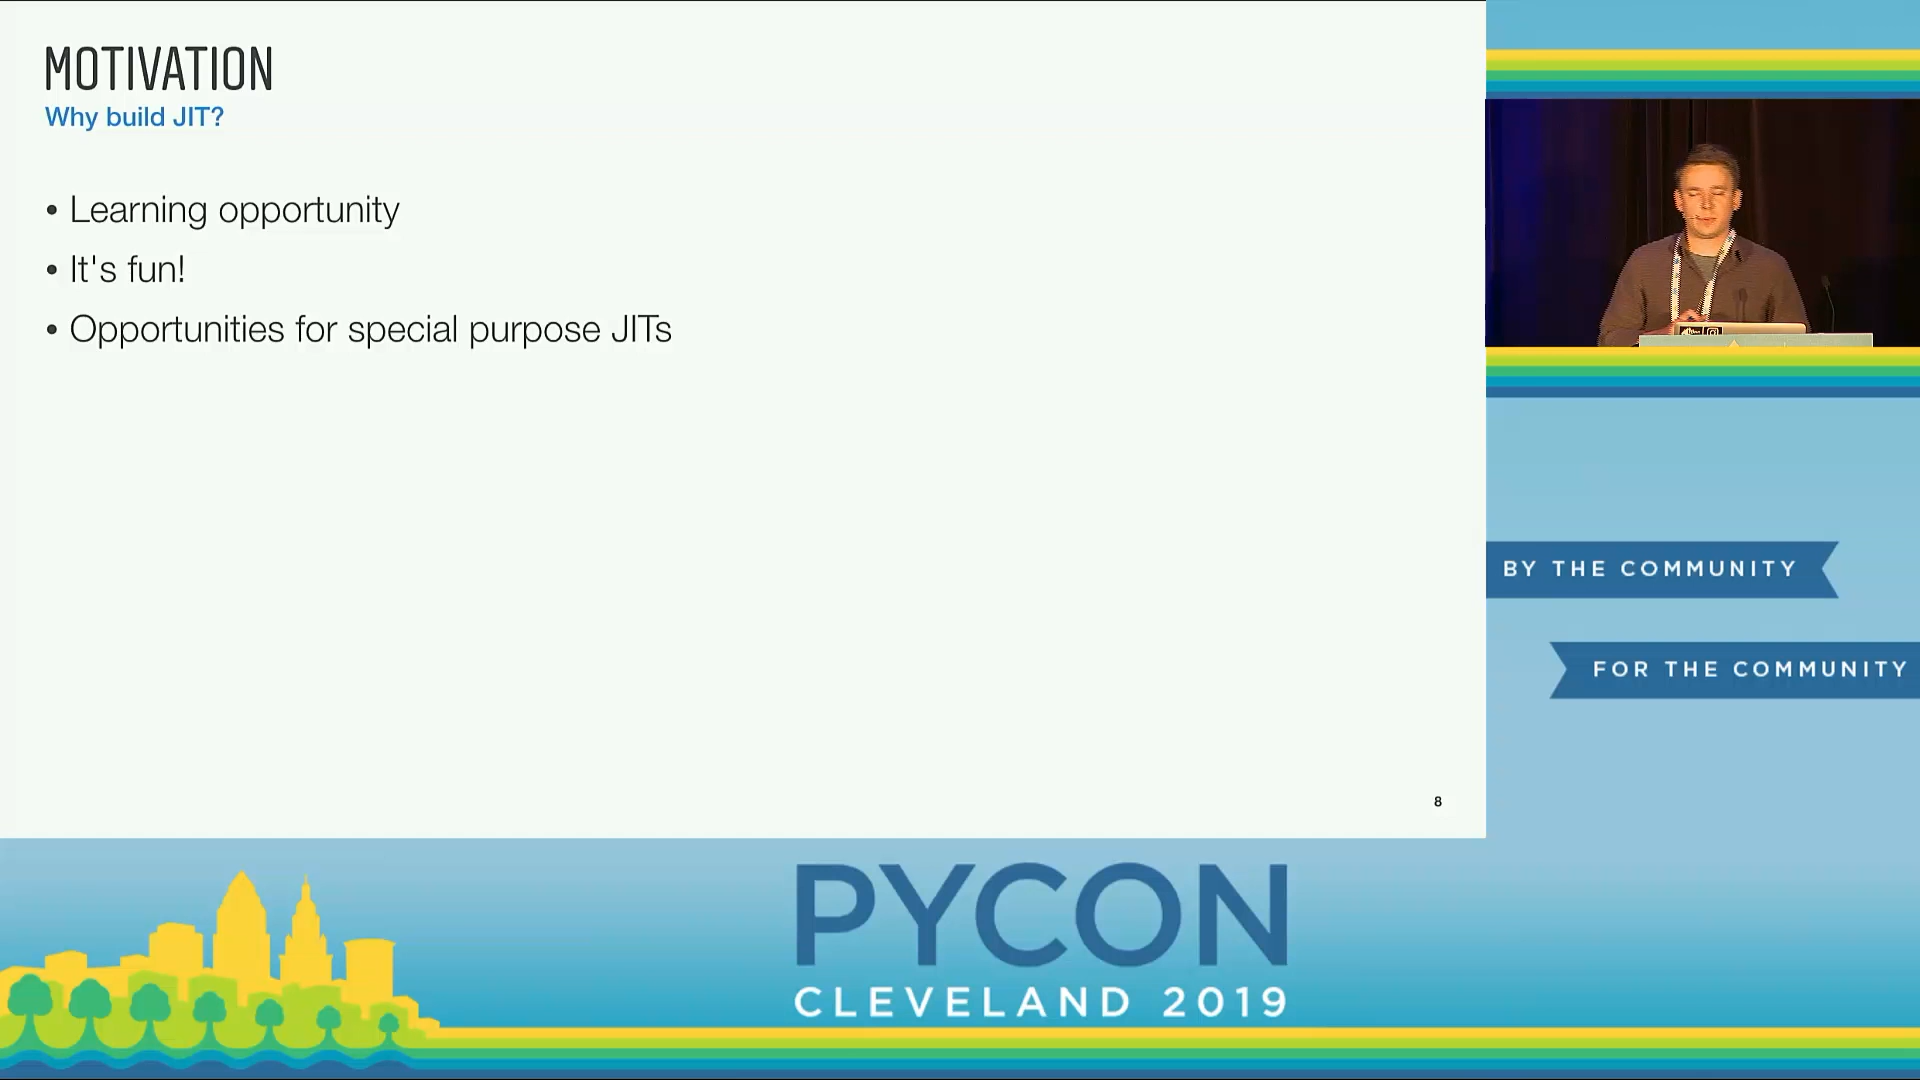 MOTIVATION
Why build JIT?
• Learning opportunity
• It's fun!
• Opportunities for special purpose JITs
8
BY THE COMMUNITY
FOR THE COMMUNITY
PYCON
CLEVELAND 2019